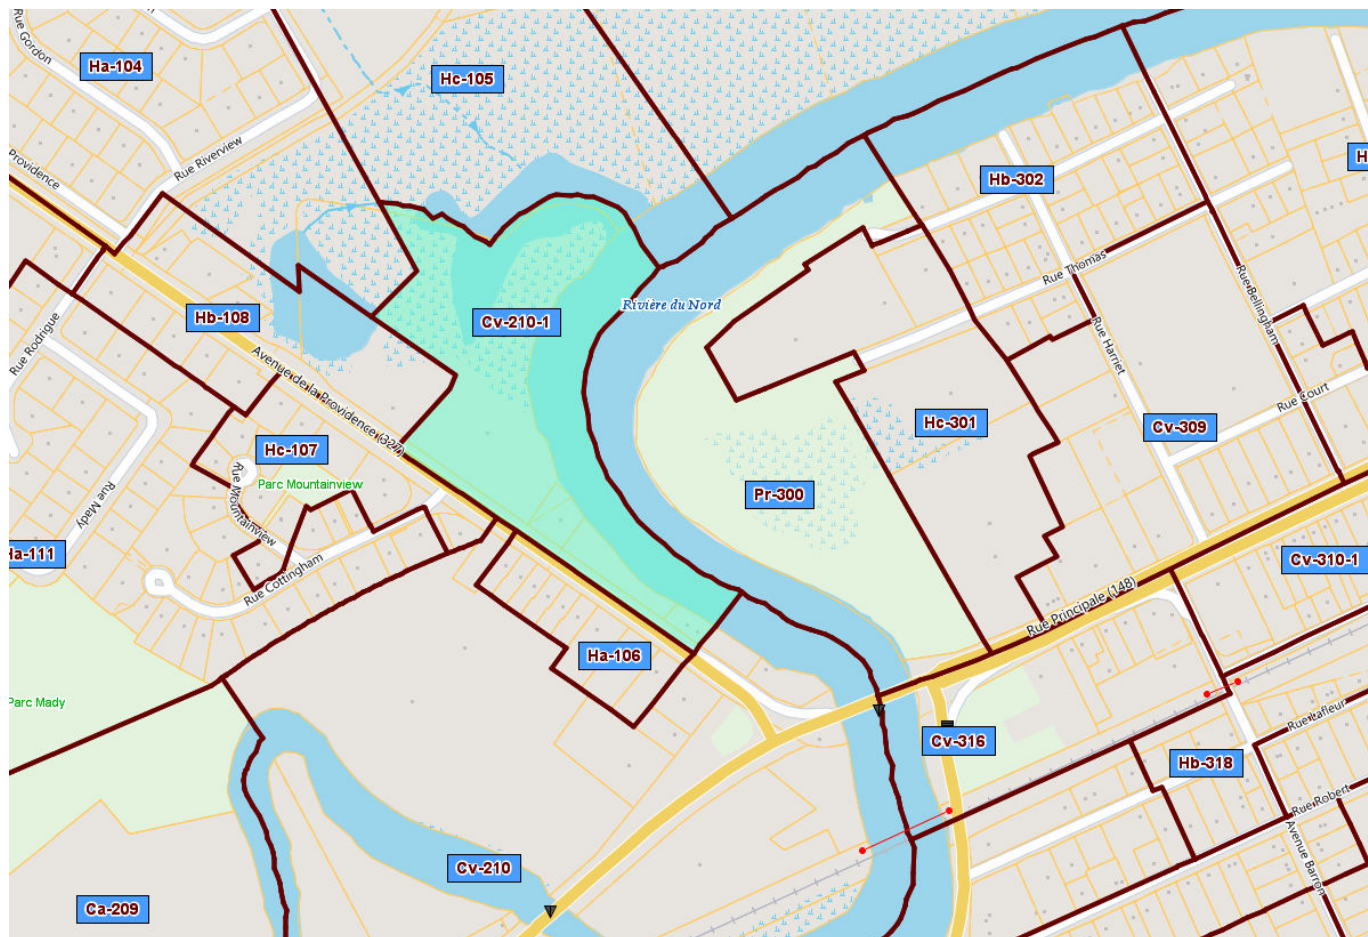 Rue Gordon
Ha-104
Hc-105
Rue Riverview
Providence
Hb-302
H
Hb-108
Rivière du Nord
Cv-210-1
Rue Thomas
Rue Bellingham
Rue Rodrigue
Avenue de la Providence (327)
Rue Harriet
Rue Court
Hc-107
Hc-301
Cv-309
Parc Mountainview
Rue Mountainview
Rue Mady
Pr-300
Ha-111
Rue Cottingham
Cv-310-1
Rue Principale (148)
Ha-106
Parc Mady
Cv-316
Rue Lafleur
Hb-318
Rue Robert
Cv-210
Avenue Barron
Ca-209